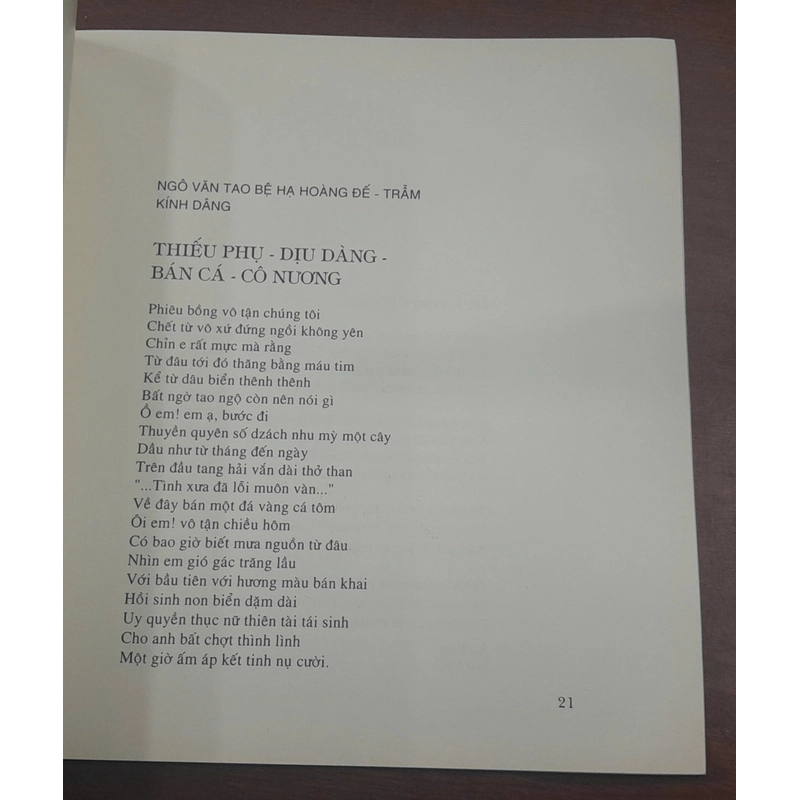 NGÔ VĂN TAO BỆ HẠ HOÀNG ĐẾ - TRẪM
KÍNH DÂNG
THIẾU PHỤ - DỊU DÀNG -
BÁN CÁ - CÔ NƯƠNG
Phiêu bồng vô tận chúng tôi
Chết từ vô xứ đứng ngồi không yên
Chỉn e rất mực mà rằng
Từ đâu tới đó thăng bằng máu tim
Kể từ dâu biển thênh thênh
Bất ngờ tao ngộ còn nên nói gì
Ồ em! em ạ, bước đi
Thuyền quyên số dzách nhu mỳ một cây
Dầu như từ tháng đến ngày
Trên đầu tang hải vắn dài thở than
"...Tình xưa đã lỗi muôn vàn..."
Về đây bán một đá vàng cá tôm
Ôi em! vô tận chiều hôm
Có bao giờ biết mưa nguồn từ đâu
Nhìn em gió gác trăng lầu
Với bầu tiên với hương màu bán khai
Hồi sinh non biển dặm dài
Uy quyền thục nữ thiên tài tái sinh
Cho anh bất chợt thình lình
Một giờ ấm áp kết tinh nụ cười.
21